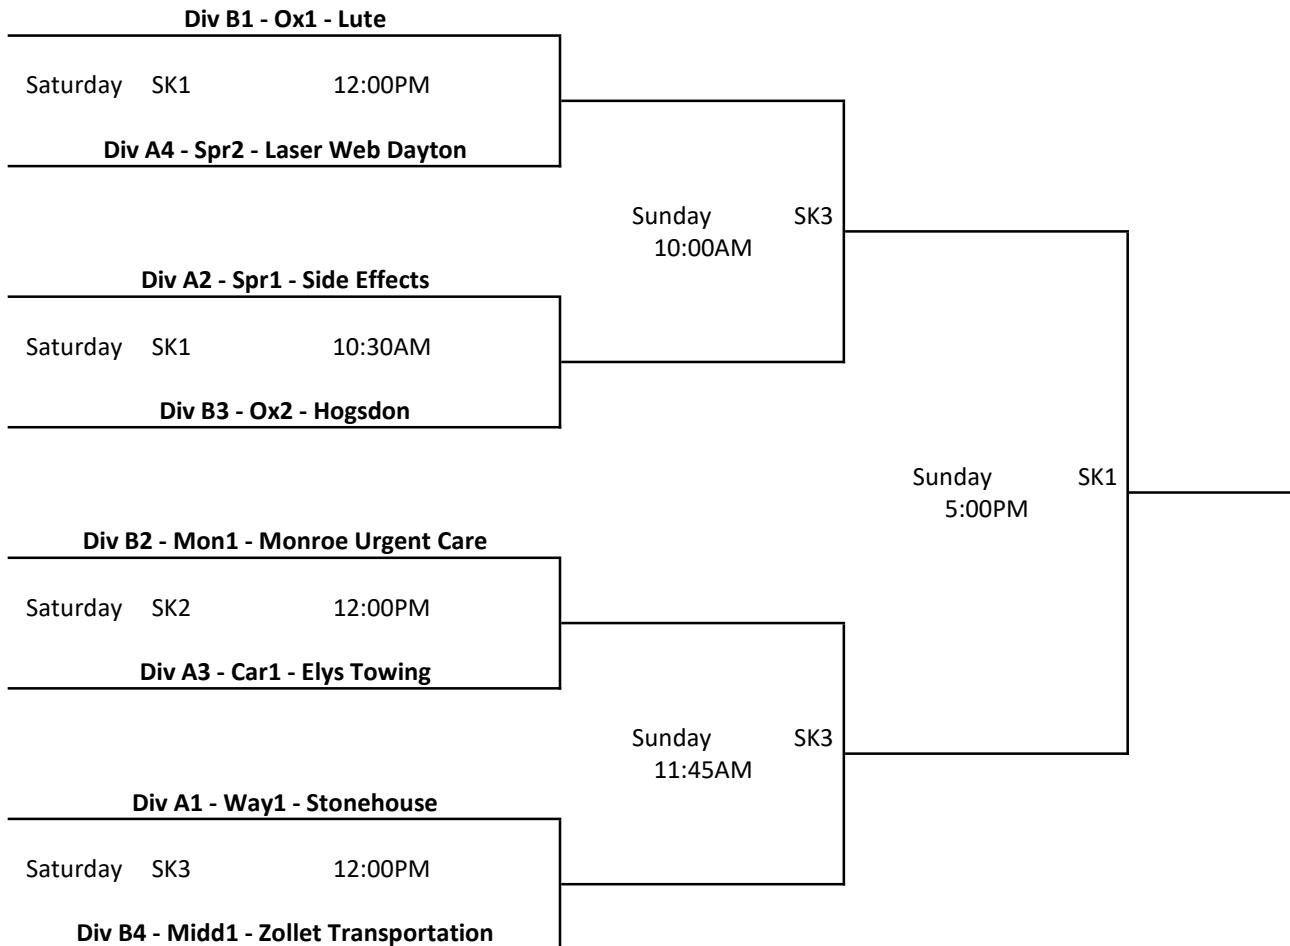 Div B1 - Ox1 - Lute
Saturday SK1 12:00PM
Div A4 - Spr2 - Laser Web Dayton
Sunday SK3
10:00AM
Div A2 - Spr1 - Side Effects
Saturday SK1 10:30AM
Div B3 - Ox2 - Hogsdon
Sunday SK1
5:00PM
Div B2 - Mon1 - Monroe Urgent Care
Saturday SK2 12:00PM
Div A3 - Car1 - Elys Towing
Sunday SK3
11:45AM
Div A1 - Way1 - Stonehouse
Saturday SK3 12:00PM
Div B4 - Midd1 - Zollet Transportation